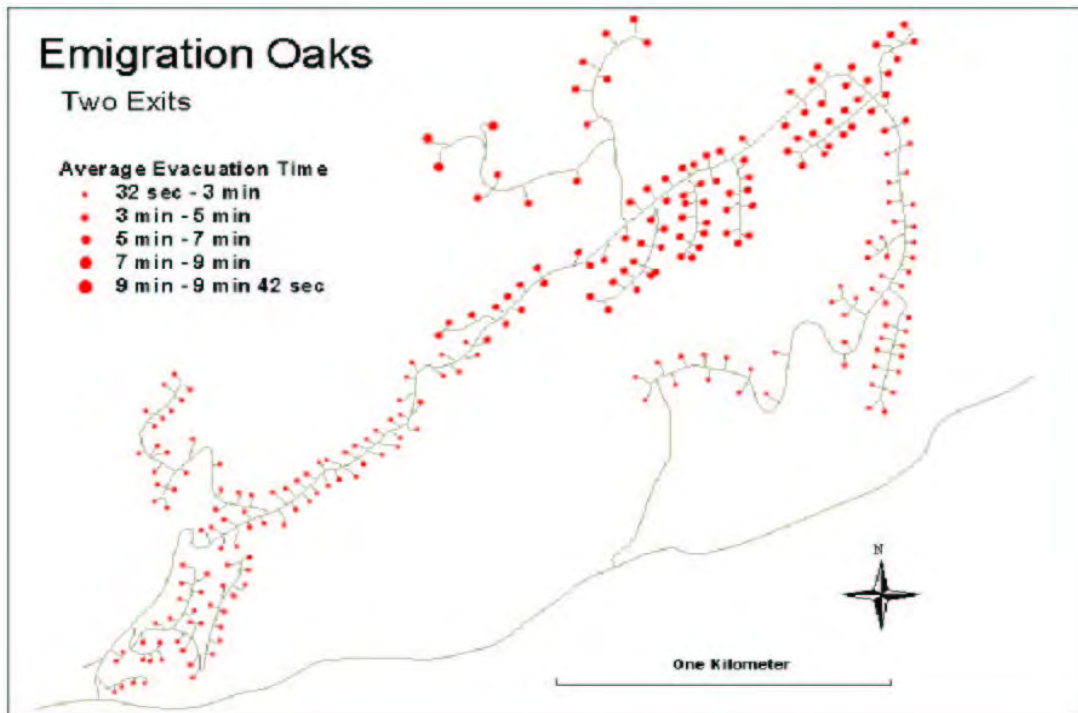 Emigration Oaks
Two Exits
Average Evacuation Time
32 sec - 3 min
3 min - 5 min
5 min - 7 min
7 min - 9 min
9 min - 9 min 42 sec
N
One Kilometer